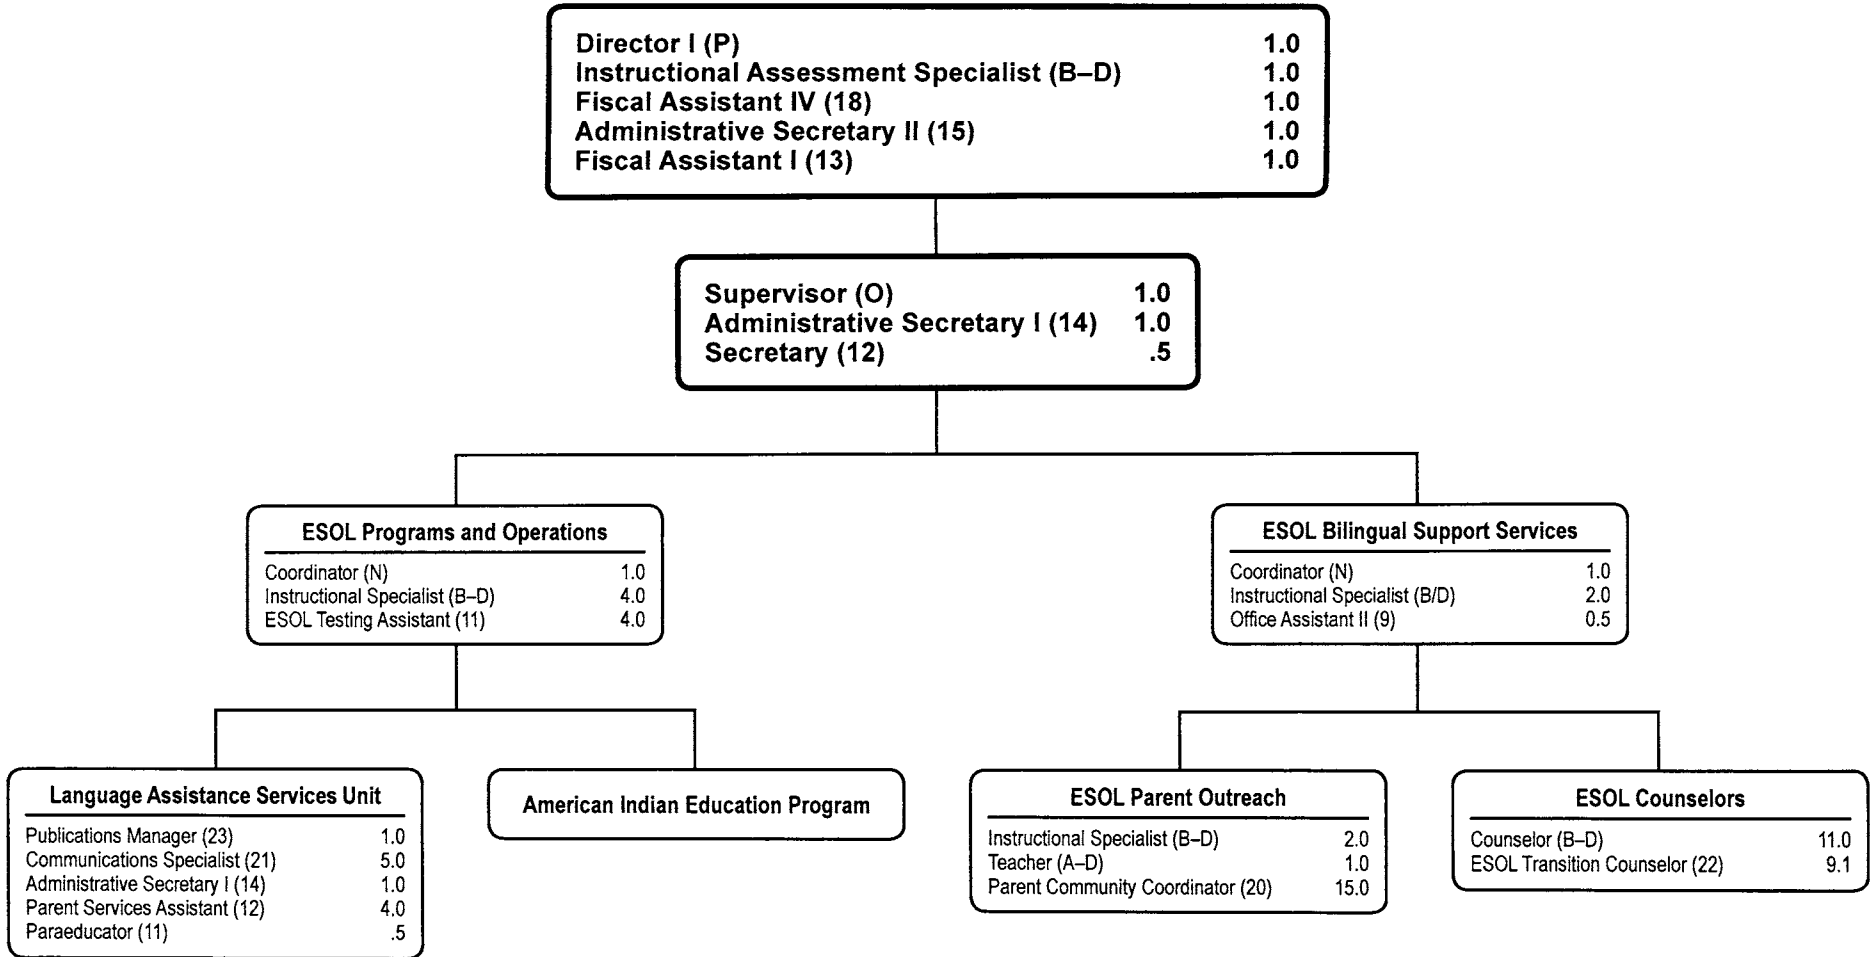 Director I (P) 1.0
Instructional Assessment Specialist (B–D) 1.0
Fiscal Assistant IV (18) 1.0
Administrative Secretary II (15) 1.0
Fiscal Assistant I (13) 1.0
Supervisor (O) 1.0
Administrative Secretary I (14) 1.0
Secretary (12) .5
ESOL Programs and Operations
Coordinator (N) 1.0
Instructional Specialist (B–D) 4.0
ESOL Testing Assistant (11) 4.0
ESOL Bilingual Support Services
Coordinator (N) 1.0
Instructional Specialist (B/D) 2.0
Office Assistant II (9) 0.5
Language Assistance Services Unit
Publications Manager (23) 1.0
Communications Specialist (21) 5.0
Administrative Secretary I (14) 1.0
Parent Services Assistant (12) 4.0
Paraeducator (11) .5
American Indian Education Program
ESOL Parent Outreach
Instructional Specialist (B–D) 2.0
Teacher (A–D) 1.0
Parent Community Coordinator (20) 15.0
ESOL Counselors
Counselor (B–D) 11.0
ESOL Transition Counselor (22) 9.1